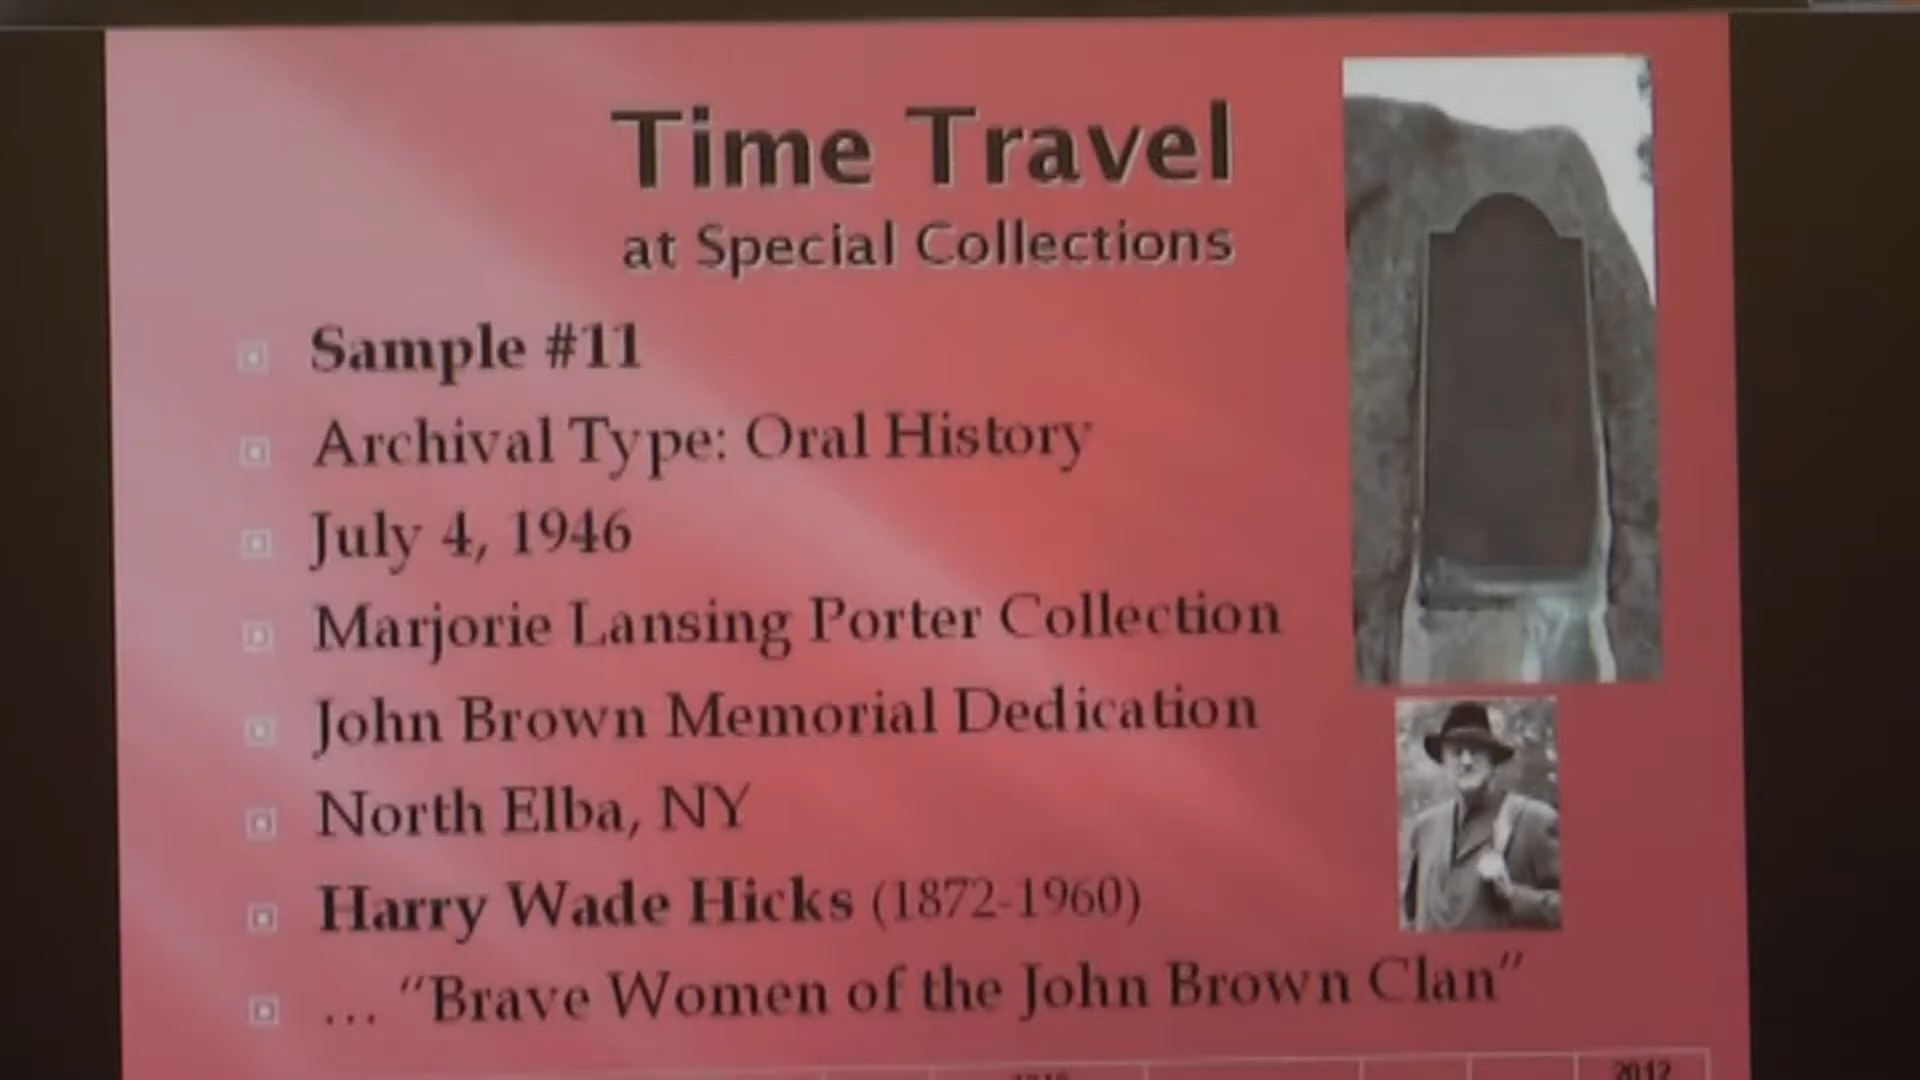 Time Travel
at Special Collections
Sample #11
Archival Type: Oral History
July 4, 1946
Marjorie Lansing Porter Collection
John Brown Memorial Dedication
North Elba, NY
Harry Wade Hicks (1872-1960)
… “Brave Women of the John Brown Clan”
2012